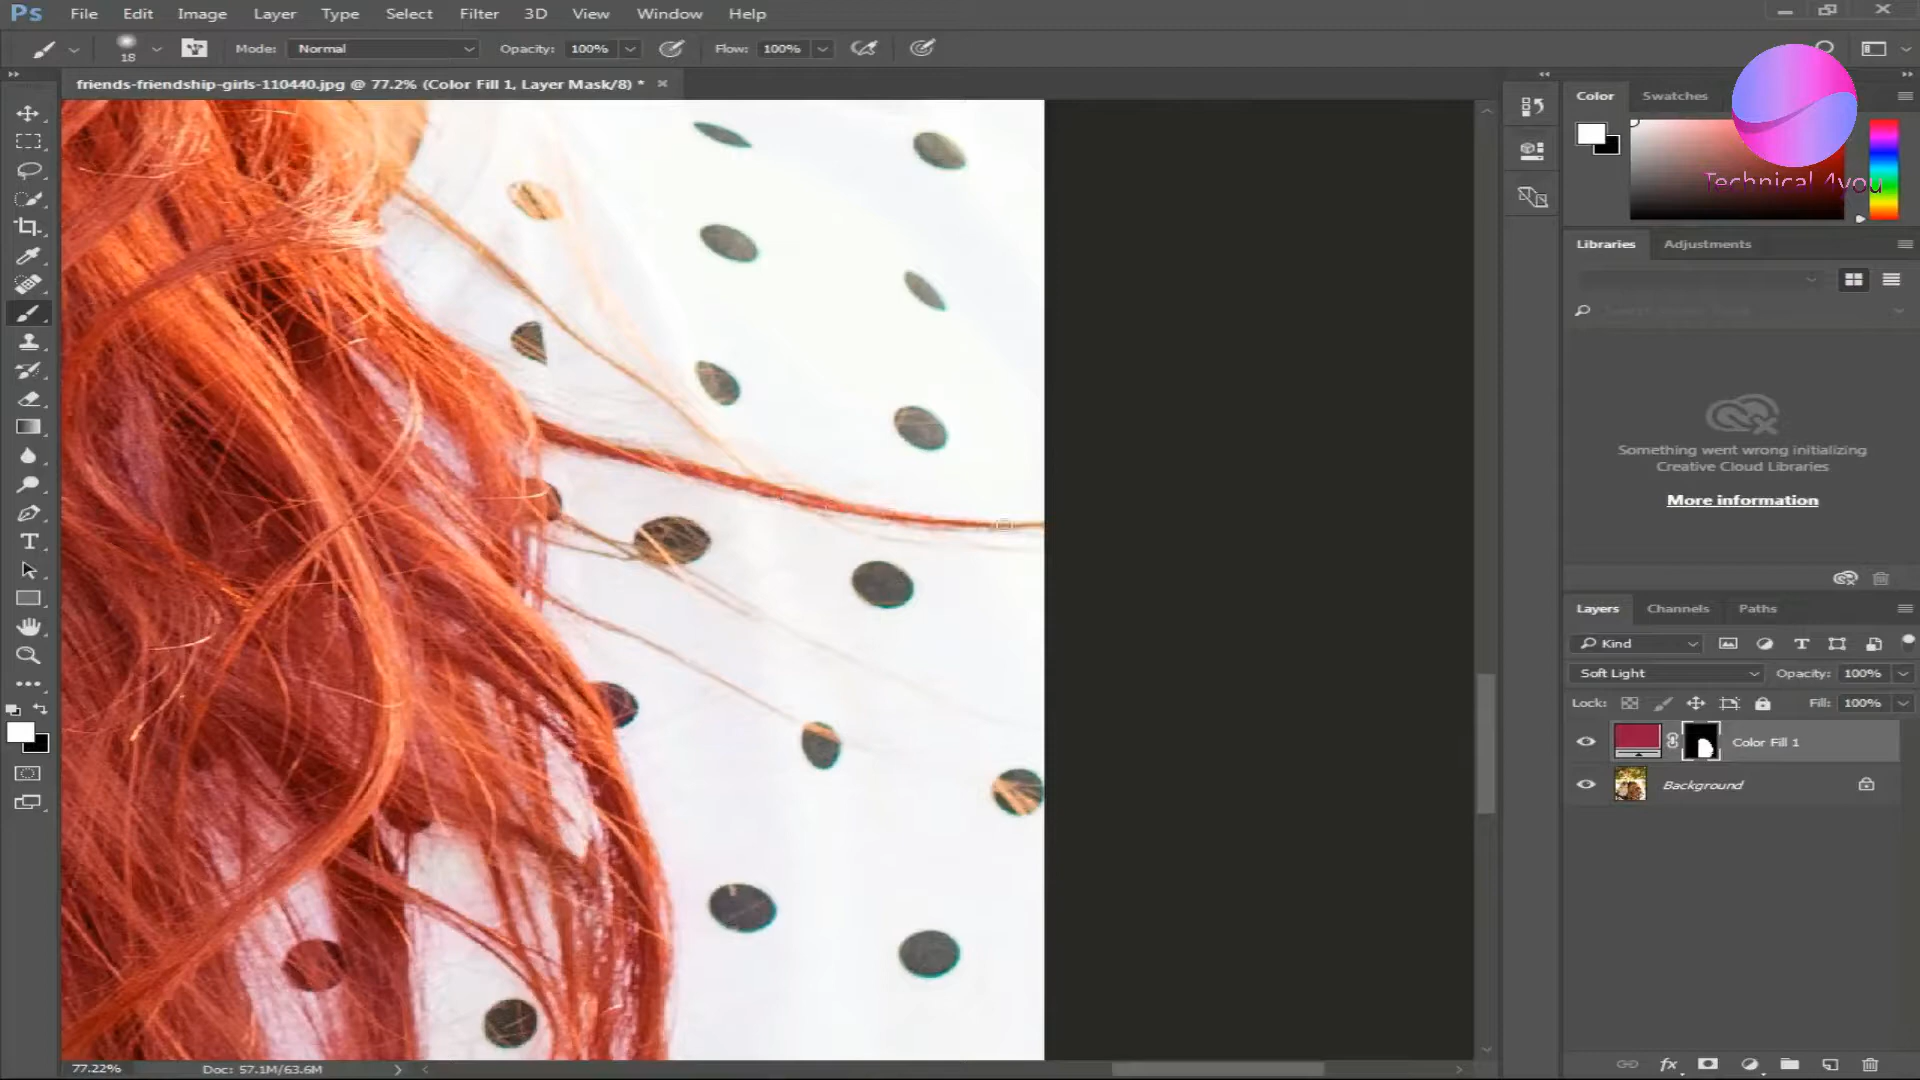 Ps File Edit Image Layer Type Select Filter 3D View Window Help
18 Mode: Normal Opacity: 100% Flow: 100%
friends-friendship-girls-110440.jpg @ 77.2% (Color Fill 1, Layer Mask/8) *
Color Swatches
Technical 4you
Libraries Adjustments
Something went wrong initializing
Creative Cloud Libraries
More information
Layers Channels Paths
Kind
Soft Light Opacity: 100%
Lock: Fill: 100%
Color Fill 1
Background
fx
77.22% Doc: 57.1M/63.6M